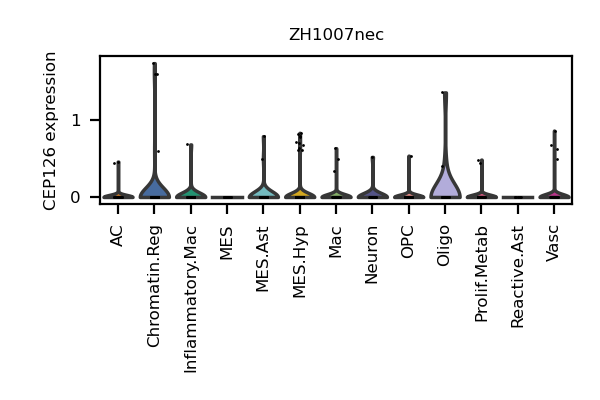 ZH1007nec
CEP126 expression
1
0
AC
Chromatin.Reg
Inflammatory.Mac
MES
MES.Ast
MES.Hyp
Mac
Neuron
OPC
Oligo
Prolif.Metab
Reactive.Ast
Vasc